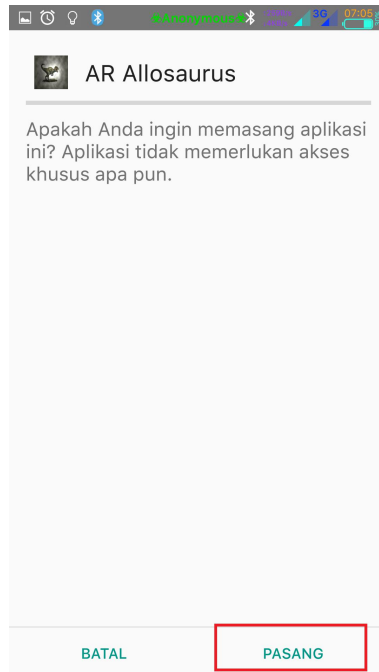 *Anonymous* 3G 07:05
AR Allosaurus
Apakah Anda ingin memasang aplikasi
ini? Aplikasi tidak memerlukan akses
khusus apa pun.
BATAL PASANG